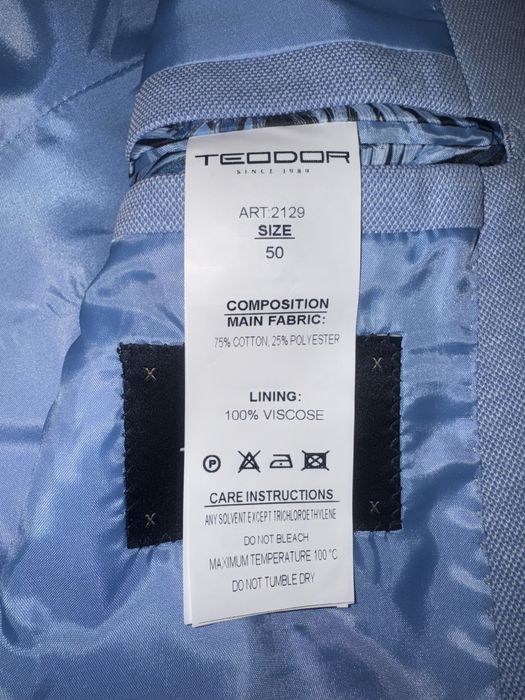 TEODOR
SINCE 1989
ART:2129
SIZE
50
COMPOSITION
MAIN FABRIC:
75% COTTON, 25% POLYESTER
LINING:
100% VISCOSE
P
CARE INSTRUCTIONS
ANY SOLVENT EXCEPT TRICHLOROETHYLENE
DO NOT BLEACH
MAXIMUM TEMPERATURE 100 °C
DO NOT TUMBLE DRY